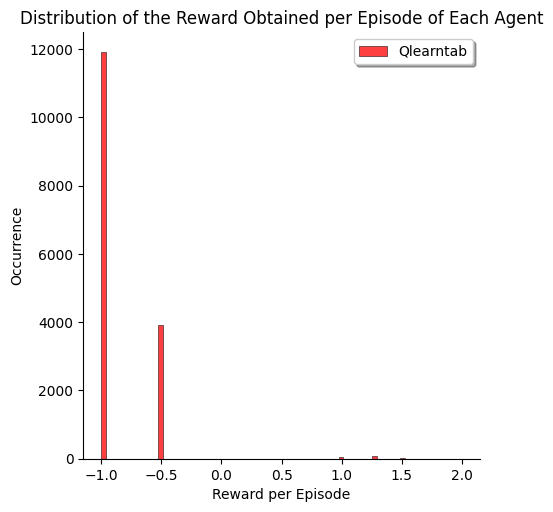 Distribution of the Reward Obtained per Episode of Each Agent
Qlearntab
12000
10000
8000
6000
4000
2000
0
Occurrence
−1.0 −0.5 0.0 0.5 1.0 1.5 2.0
Reward per Episode